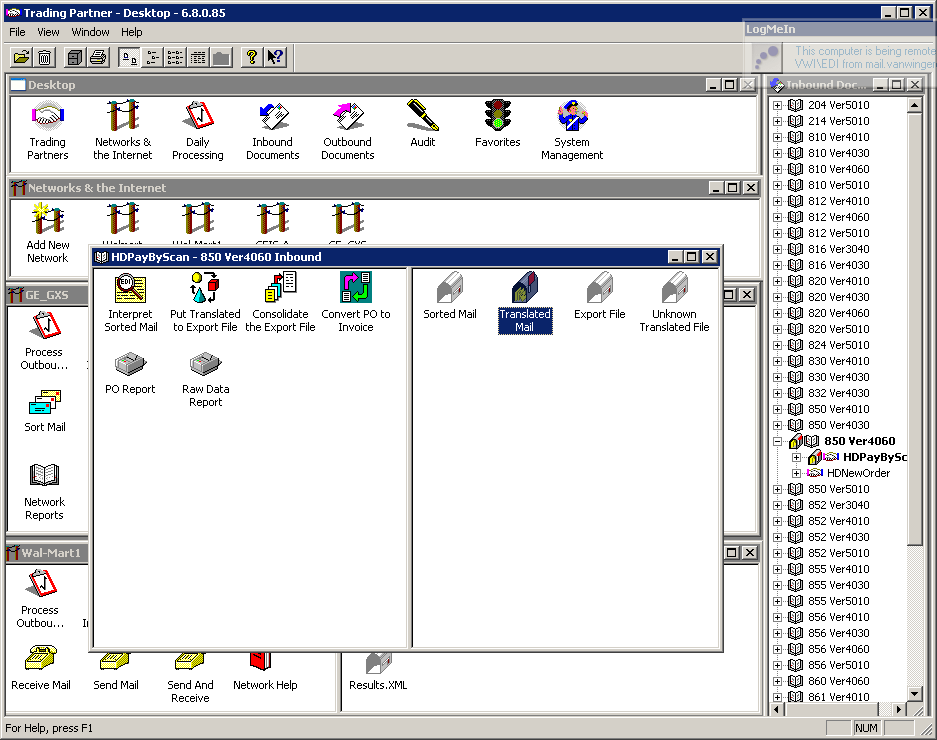 Trading Partner - Desktop - 6.8.0.85
File View Window Help
LogMeIn
This computer is being remote
VWI\EDI from mail.vanwingen
Desktop
Trading Partners
Networks & the Internet
Daily Processing
Inbound Documents
Outbound Documents
Audit
Favorites
System Management
Networks & the Internet
Add New Network
Walmart
Wal-Mart1
GEIS-A
GE_GXS
HDPayByScan - 850 Ver4060 Inbound
Interpret Sorted Mail
Put Translated to Export File
Consolidate the Export File
Convert PO to Invoice
PO Report
Raw Data Report
Sorted Mail
Translated Mail
Export File
Unknown Translated File
GE_GXS
Process Outbou...
Sort Mail
Network Reports
Wal-Mart1
Process Outbou...
Receive Mail
Send Mail
Send And Receive
Network Help
Results.XML
Inbound Doc...
204 Ver5010
214 Ver5010
810 Ver4010
810 Ver4030
810 Ver4060
810 Ver5010
812 Ver4010
812 Ver4060
812 Ver5010
816 Ver3040
816 Ver4030
820 Ver4010
820 Ver4030
820 Ver4060
820 Ver5010
824 Ver5010
830 Ver4010
830 Ver4030
832 Ver4030
850 Ver4010
850 Ver4030
850 Ver4060
HDPayBySc
HDNewOrder
850 Ver5010
852 Ver3040
852 Ver4010
852 Ver4030
852 Ver5010
855 Ver4010
855 Ver4030
855 Ver5010
856 Ver4010
856 Ver4030
856 Ver4060
856 Ver5010
860 Ver4060
861 Ver4010
For Help, press F1
NUM